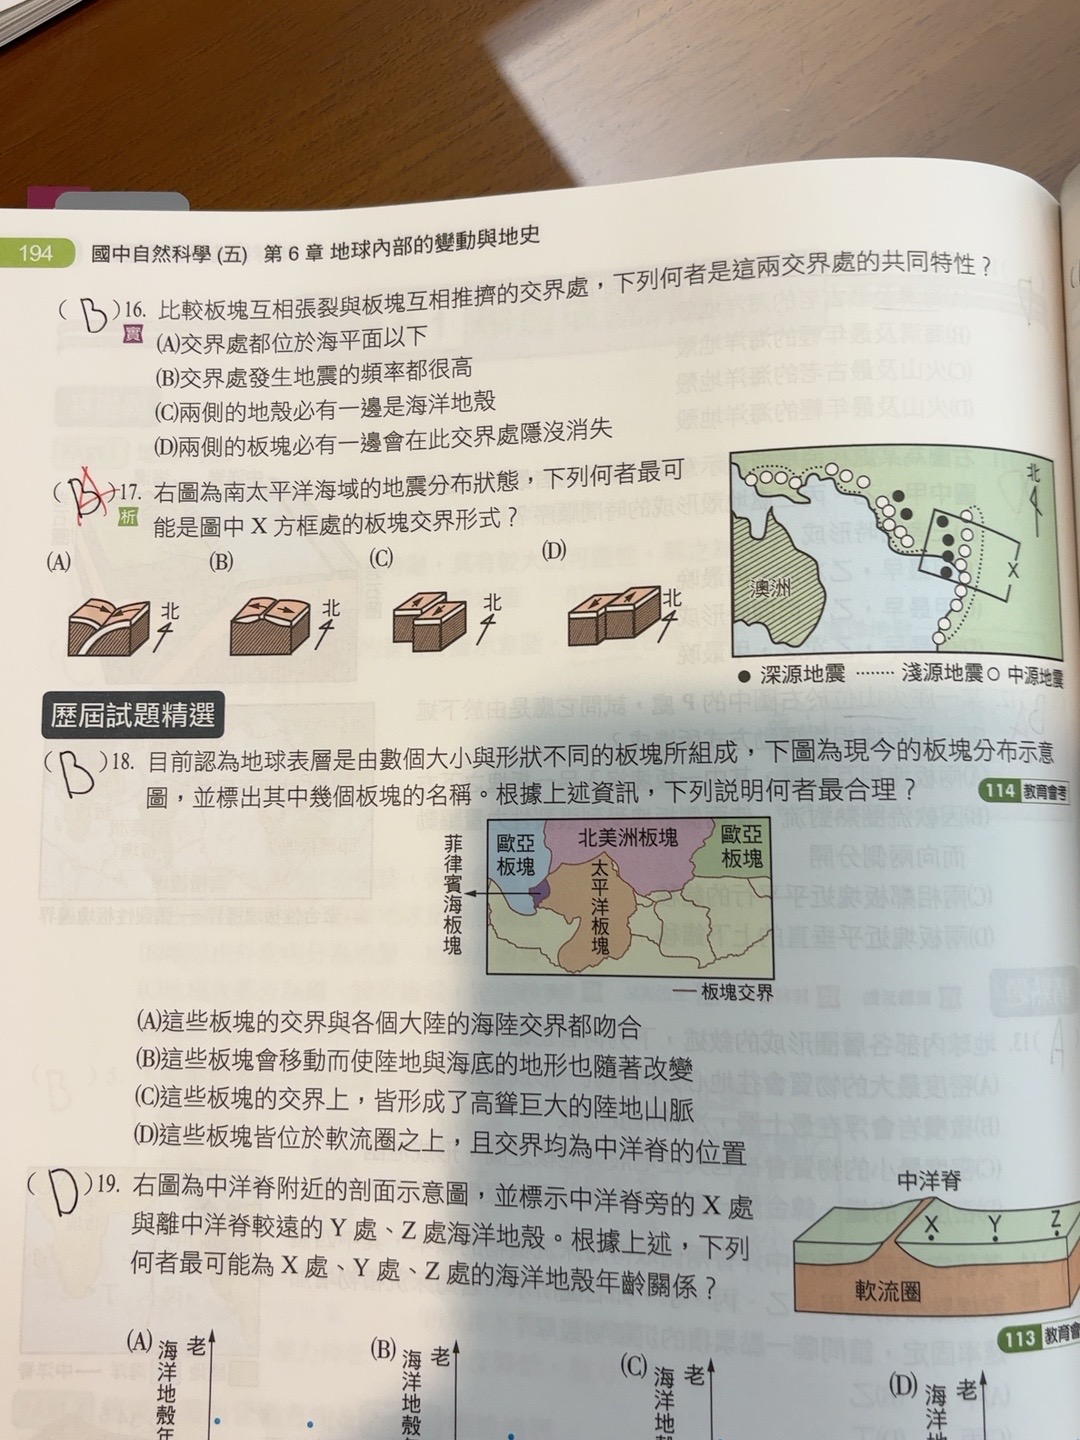 194 國中自然科學(五) 第6章 地球內部的變動與地史
( B )16. 比較板塊互相張裂與板塊互相推擠的交界處,下列何者是這兩交界處的共同特性?
實
(A)交界處都位於海平面以下
(B)交界處發生地震的頻率都很高
(C)兩側的地殼必有一邊是海洋地殼
(D)兩側的板塊必有一邊會在此交界處隱沒消失
( B A )17. 右圖為南太平洋海域的地震分布狀態,下列何者最可
析
能是圖中 X 方框處的板塊交界形式?
(A) (B) (C) (D)
北 北 北 北
北
澳洲
X
● 深源地震 ‧‧‧‧‧‧‧‧ 淺源地震 ○ 中源地震
歷屆試題精選
( B )18. 目前認為地球表層是由數個大小與形狀不同的板塊所組成,下圖為現今的板塊分布示意
圖,並標出其中幾個板塊的名稱。根據上述資訊,下列說明何者最合理?
114 教育會考
歐亞板塊
北美洲板塊
歐亞板塊
太平洋板塊
菲律賓海板塊
— 板塊交界
(A)這些板塊的交界與各個大陸的海陸交界都吻合
(B)這些板塊會移動而使陸地與海底的地形也隨著改變
(C)這些板塊的交界上,皆形成了高聳巨大的陸地山脈
(D)這些板塊皆位於軟流圈之上,且交界均為中洋脊的位置
( D )19. 右圖為中洋脊附近的剖面示意圖,並標示中洋脊旁的 X 處
與離中洋脊較遠的 Y 處、Z 處海洋地殼。根據上述,下列
何者最可能為 X 處、Y 處、Z 處的海洋地殼年齡關係?
中洋脊
X Y Z
軟流圈
113 教育會
(A) 海洋地殼年 老
(B) 海洋地殼年 老
(C) 海洋地殼 老
(D) 海洋地 老